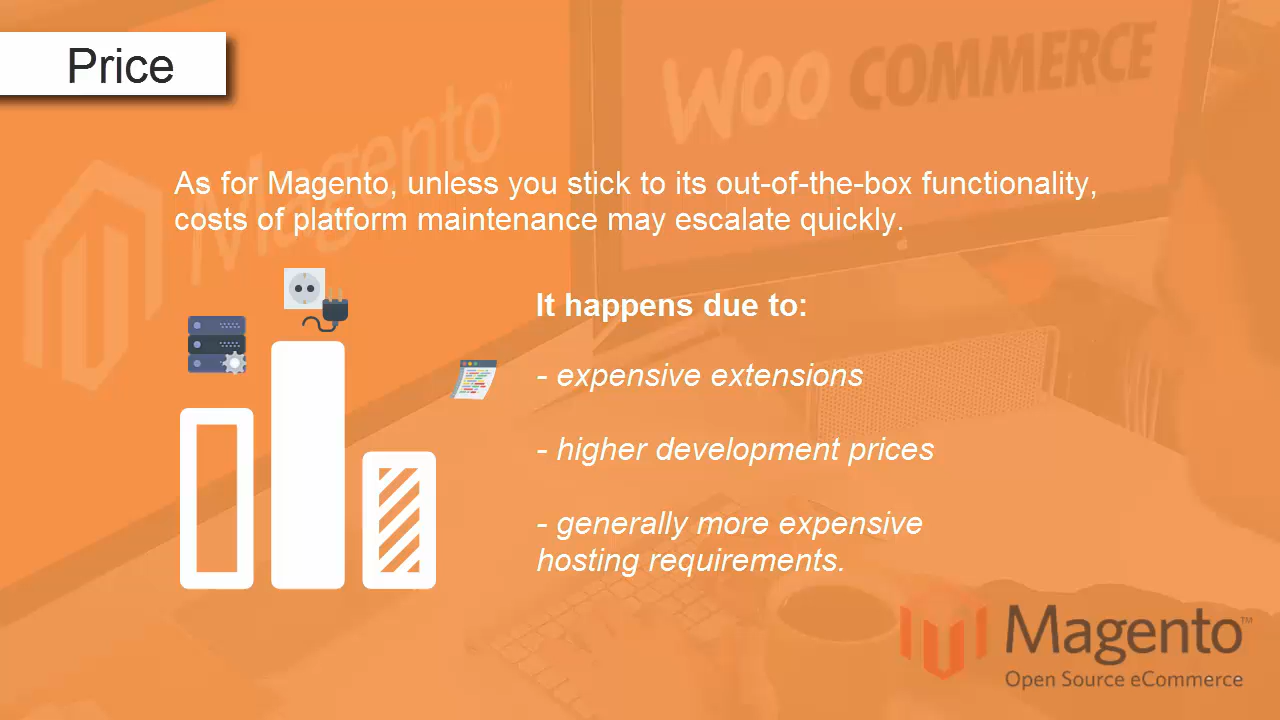 Price
WOO COMMERCE
Magento™
As for Magento, unless you stick to its out-of-the-box functionality,
costs of platform maintenance may escalate quickly.
It happens due to:
- expensive extensions
- higher development prices
- generally more expensive
hosting requirements.
Magento™
Open Source eCommerce